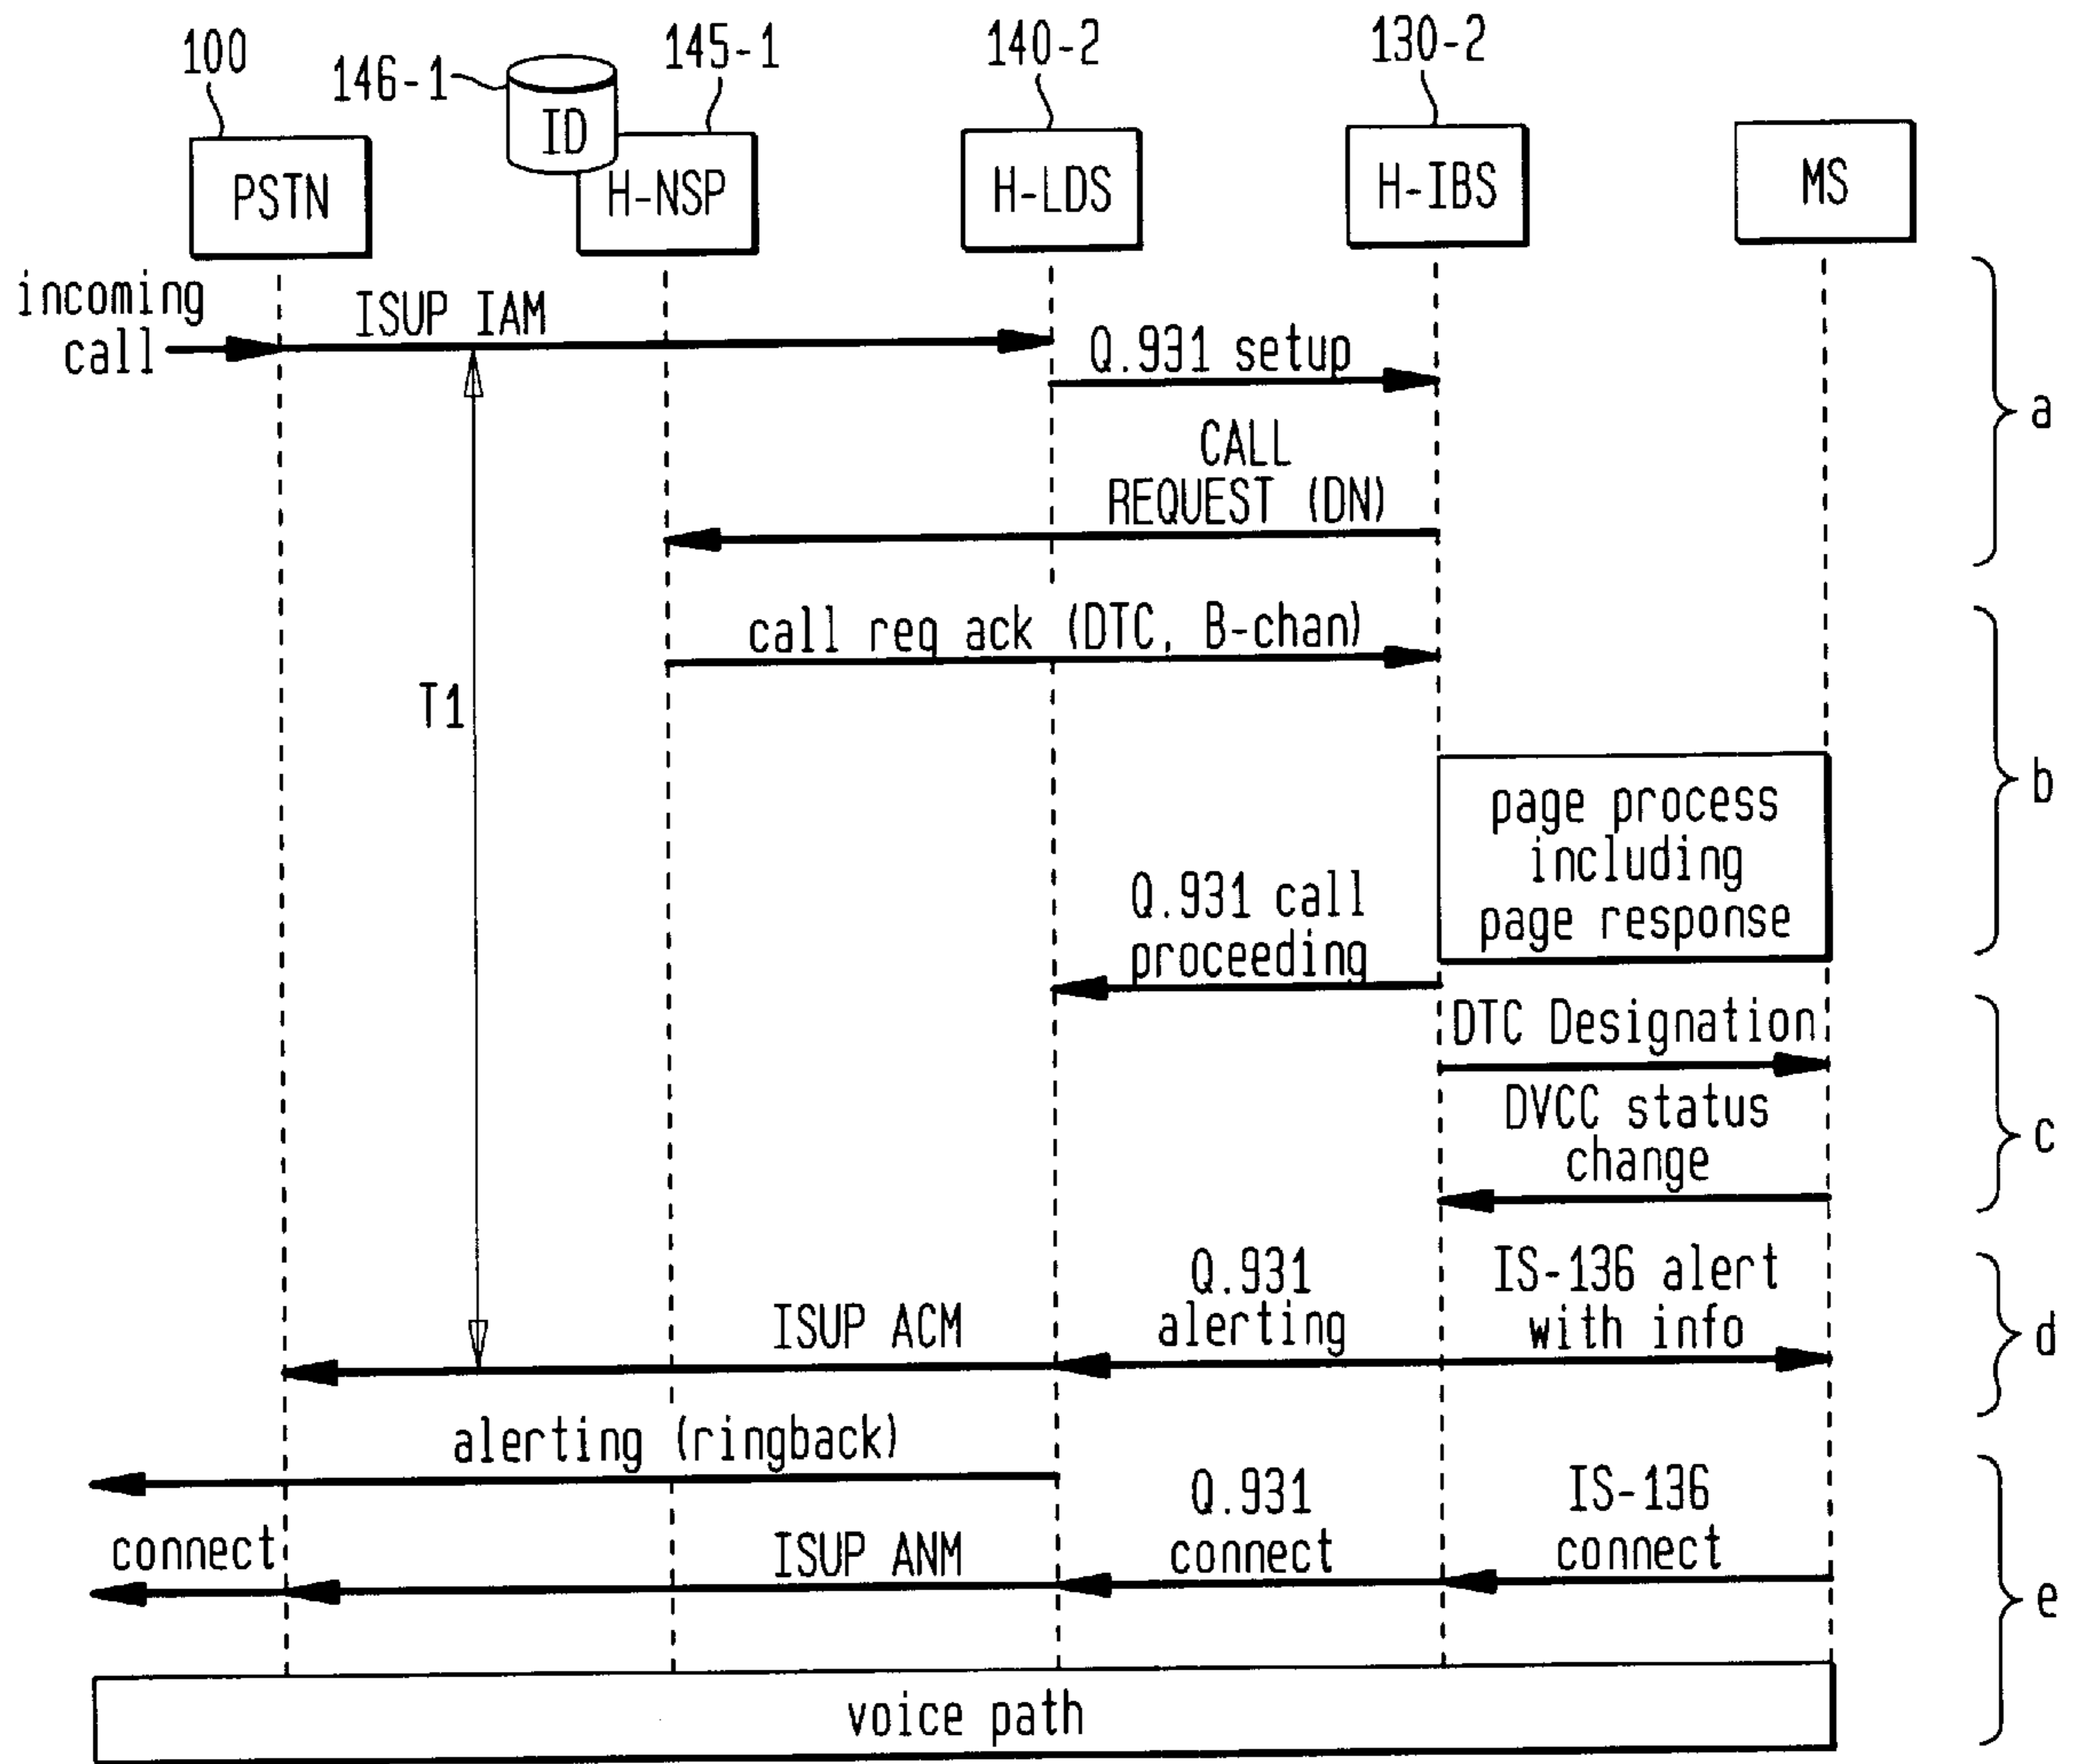 100
146-1
145-1
140-2
130-2
ID
PSTN
H-NSP
H-LDS
H-IBS
MS
incoming
call
ISUP IAM
Q.931 setup
CALL
REQUEST (DN)
a
call req ack (DTC, B-chan)
T1
page process
including
page response
b
Q.931 call
proceeding
DTC Designation
DVCC status
change
c
ISUP ACM
Q.931
alerting
IS-136 alert
with info
d
alerting (ringback)
connect
ISUP ANM
Q.931
connect
IS-136
connect
e
voice path